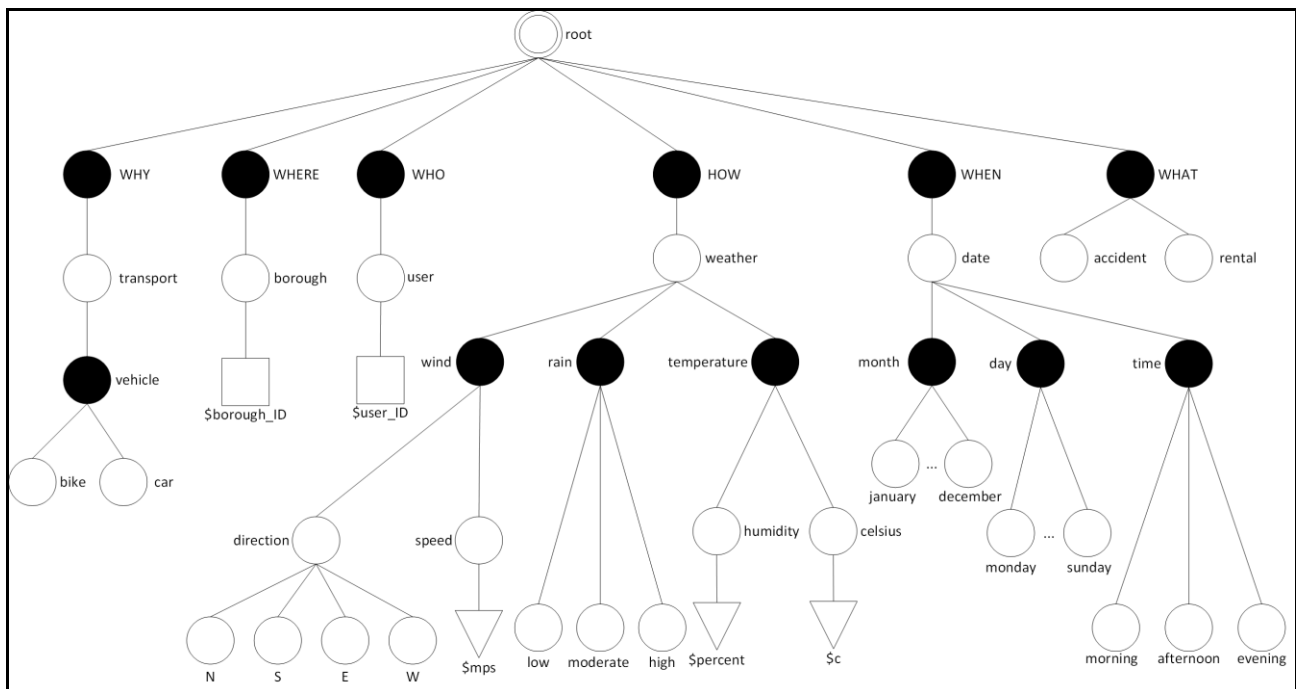 root
WHY WHERE WHO HOW WHEN WHAT
transport borough user weather date accident rental
vehicle $borough_ID $user_ID wind rain temperature month day time
bike car january ... december
direction speed humidity celsius monday ... sunday
N S E W $mps low moderate high $percent $c morning afternoon evening